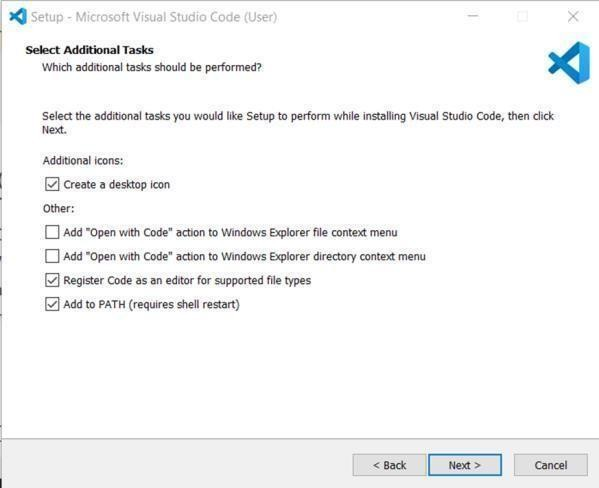 Setup - Microsoft Visual Studio Code (User)
Select Additional Tasks
Which additional tasks should be performed?
Select the additional tasks you would like Setup to perform while installing Visual Studio Code, then click
Next.
Additional icons:
Create a desktop icon
Other:
Add "Open with Code" action to Windows Explorer file context menu
Add "Open with Code" action to Windows Explorer directory context menu
Register Code as an editor for supported file types
Add to PATH (requires shell restart)
< Back Next > Cancel